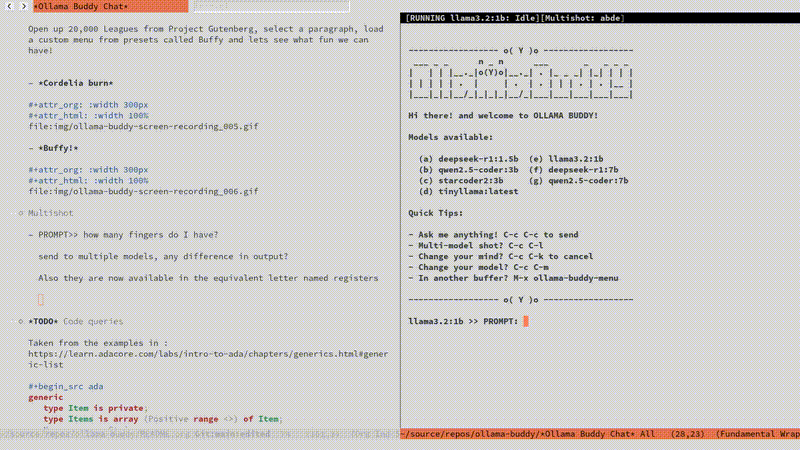 *Ollama Buddy Chat*
Open up 20,000 Leagues from Project Gutenberg, select a paragraph, load
a custom menu from presets called Buffy and lets see what fun we can
have!
– *Cordelia burn*
#+attr_org: :width 300px
#+attr_html: :width 100%
file:img/ollama-buddy-screen-recording_005.gif
– *Buffy!*
#+attr_org: :width 300px
#+attr_html: :width 100%
file:img/ollama-buddy-screen-recording_006.gif
○ Multishot
– PROMPT>> how many fingers do I have?
send to multiple models, any difference in output?
Also they are now available in the equivalent letter named registers
○ *TODO* Code queries
Taken from the examples in :
https://learn.adacore.com/labs/intro-to-ada/chapters/generics.html#gener
ic-list
#+begin_src ada
generic
type Item is private;
type Items is array (Positive range <>) of Item;
[RUNNING llama3.2:1b: Idle][Multishot: abde]
------------------ o( Y )o ------------------
Hi there! and welcome to OLLAMA BUDDY!
Models available:
(a) deepseek-r1:1.5b (e) llama3.2:1b
(b) qwen2.5-coder:3b (f) deepseek-r1:7b
(c) starcoder2:3b (g) qwen2.5-coder:7b
(d) tinyllama:latest
Quick Tips:
- Ask me anything! C-c C-c to send
- Multi-model shot? C-c C-l
- Change your mind? C-c C-k to cancel
- Change your model? C-c C-m
- In another buffer? M-x ollama-buddy-menu
------------------ o( Y )o ------------------
llama3.2:1b >> PROMPT:
~/source/repos/ollama-buddy/*Ollama Buddy Chat* All (28,23) (Fundamental Wrap